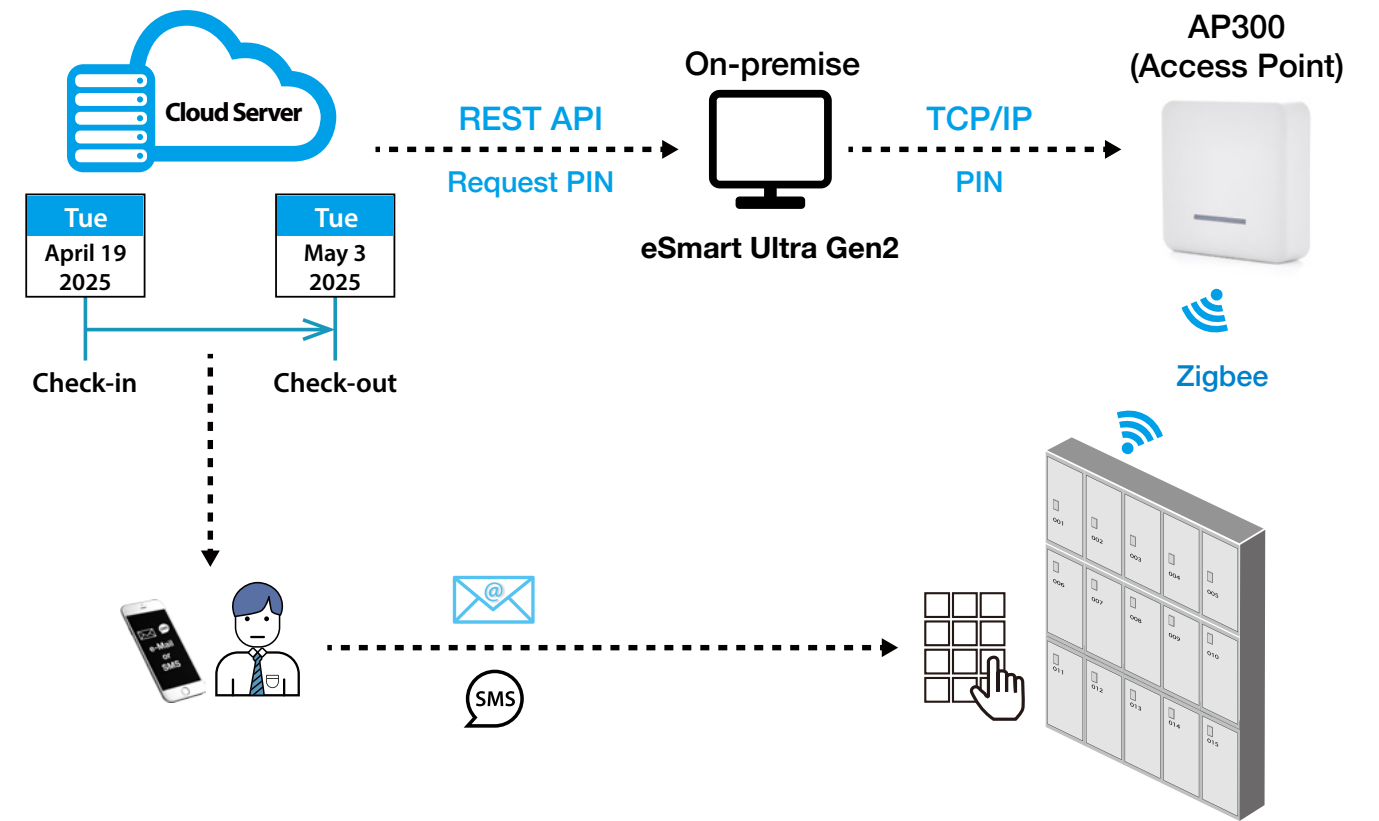 AP300
(Access Point)
On-premise
Cloud Server
REST API
TCP/IP
Request PIN
PIN
Tue
April 19
2025
Tue
May 3
2025
eSmart Ultra Gen2
Check-in
Check-out
Zigbee
001
002
003
004
005
006
007
008
009
010
011
012
013
014
015
@
e-Mail
or
SMS
SMS